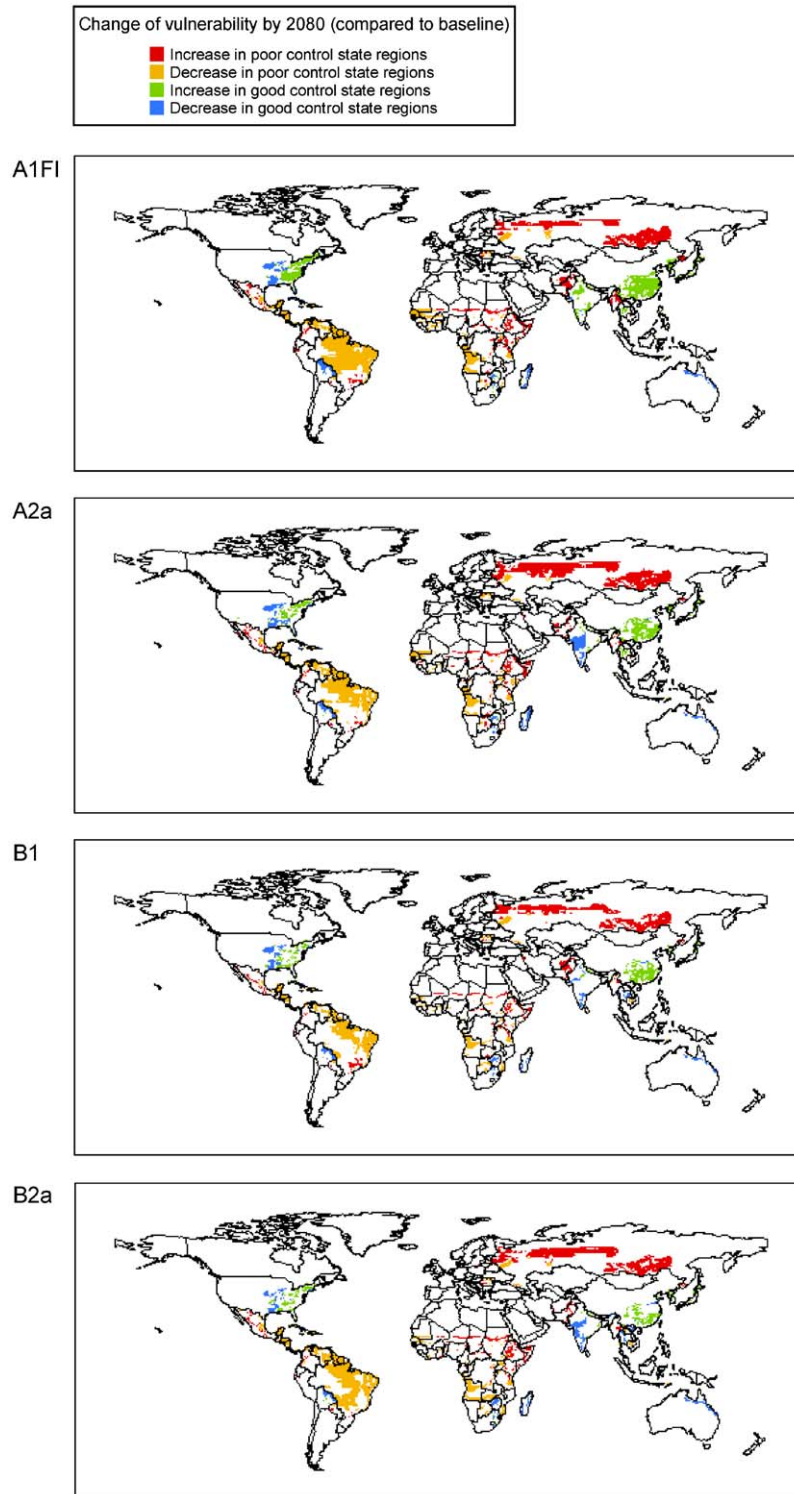 Change of vulnerability by 2080 (compared to baseline)
Increase in poor control state regions
Decrease in poor control state regions
Increase in good control state regions
Decrease in good control state regions
A1FI
A2a
B1
B2a